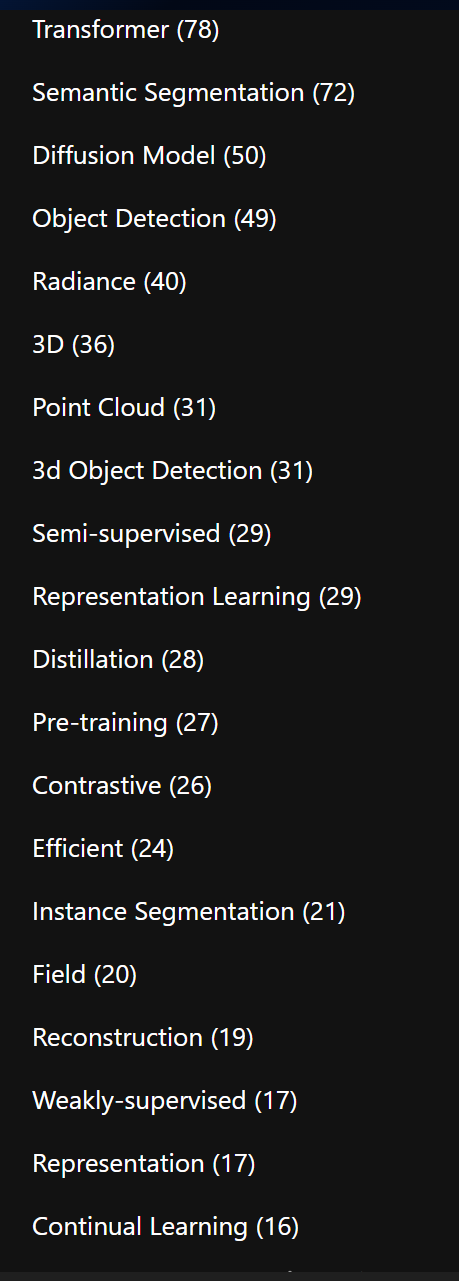 Transformer (78)
Semantic Segmentation (72)
Diffusion Model (50)
Object Detection (49)
Radiance (40)
3D (36)
Point Cloud (31)
3d Object Detection (31)
Semi-supervised (29)
Representation Learning (29)
Distillation (28)
Pre-training (27)
Contrastive (26)
Efficient (24)
Instance Segmentation (21)
Field (20)
Reconstruction (19)
Weakly-supervised (17)
Representation (17)
Continual Learning (16)